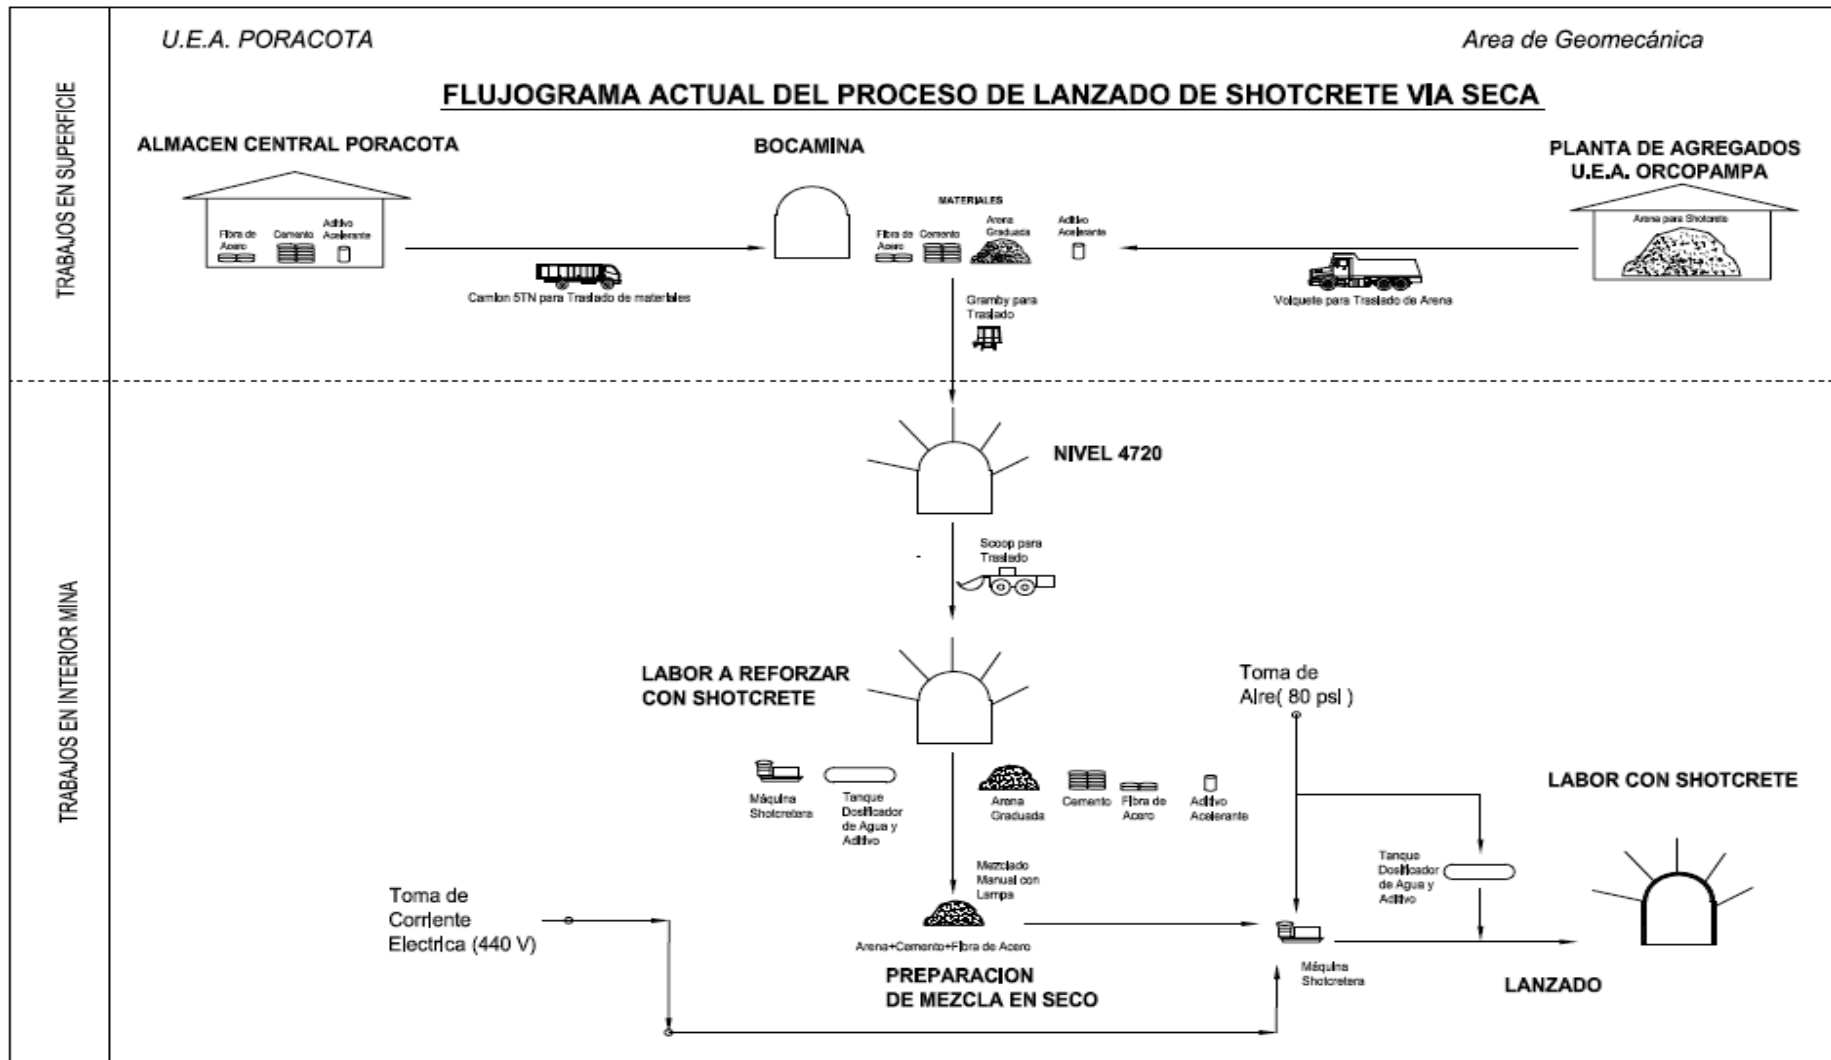 U.E.A. PORACOTA
Area de Geomecánica
FLUJOGRAMA ACTUAL DEL PROCESO DE LANZADO DE SHOTCRETE VIA SECA
TRABAJOS EN SUPERFICIE
ALMACEN CENTRAL PORACOTA
Fibra de
Acero
Cemento
Aditivo
Acelerante
Camion 5TN para Traslado de materiales
BOCAMINA
MATERIALES
Fibra de
Acero
Cemento
Arena
Graduada
Aditivo
Acelerante
PLANTA DE AGREGADOS
U.E.A. ORCOPAMPA
Arena para Shotcrete
Volquete para Traslado de Arena
Gramby para
Traslado
TRABAJOS EN INTERIOR MINA
NIVEL 4720
Scoop para
Traslado
LABOR A REFORZAR
CON SHOTCRETE
Máquina
Shotcretera
Tanque
Dosificador
de Agua y
Aditivo
Arena
Graduada
Cemento
Fibra de
Acero
Aditivo
Acelerante
Toma de
Aire( 80 psi )
LABOR CON SHOTCRETE
Mezclado
Manual con
Lampa
Tanque
Dosificador
de Agua y
Aditivo
Toma de
Corriente
Electrica (440 V)
Arena+Cemento+Fibra de Acero
PREPARACION
DE MEZCLA EN SECO
Máquina
Shotcretera
LANZADO